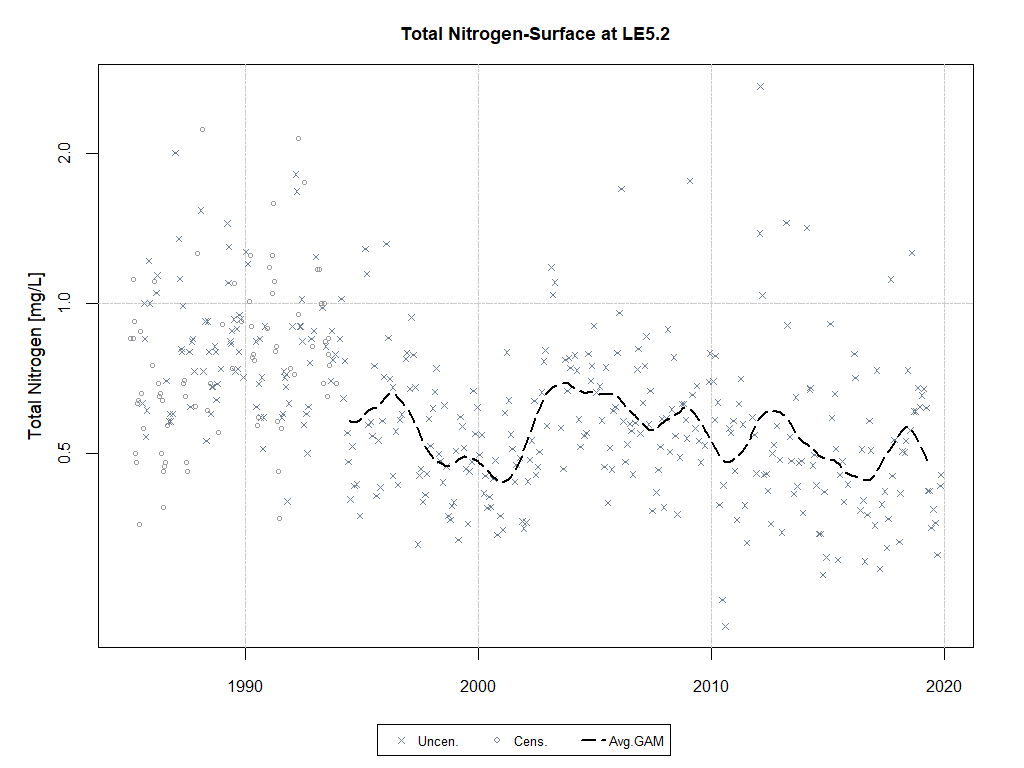 Total Nitrogen-Surface at LE5.2
Total Nitrogen [mg/L]
2.0
1.0
0.5
1990 2000 2010 2020
Uncen. Cens. Avg.GAM